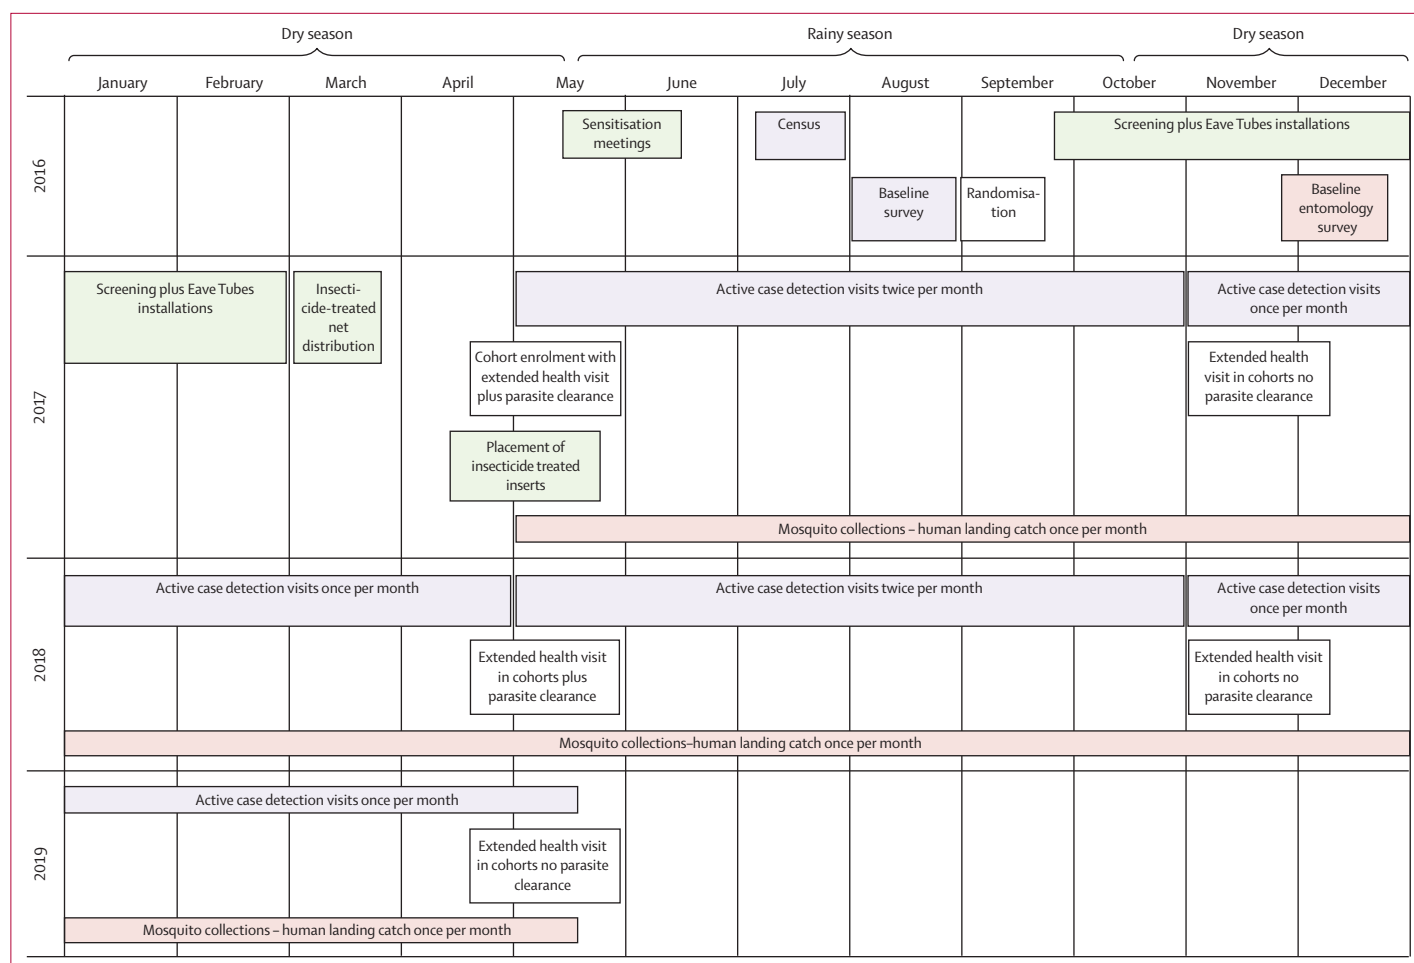 Dry season
Rainy season
Dry season
January
February
March
April
May
June
July
August
September
October
November
December
2016
Sensitisation
meetings
Census
Screening plus Eave Tubes installations
Baseline
survey
Randomisa-
tion
Baseline
entomology
survey
2017
Screening plus Eave Tubes
installations
Insecti-
cide-treated
net
distribution
Active case detection visits twice per month
Active case detection visits
once per month
Cohort enrolment with
extended health visit
plus parasite clearance
Extended health
visit in cohorts no
parasite clearance
Placement of
insecticide treated
inserts
Mosquito collections – human landing catch once per month
2018
Active case detection visits once per month
Active case detection visits twice per month
Active case detection visits
once per month
Extended health visit
in cohorts plus
parasite clearance
Extended health visit
in cohorts no
parasite clearance
Mosquito collections–human landing catch once per month
2019
Active case detection visits once per month
Extended health visit
in cohorts no parasite
clearance
Mosquito collections – human landing catch once per month